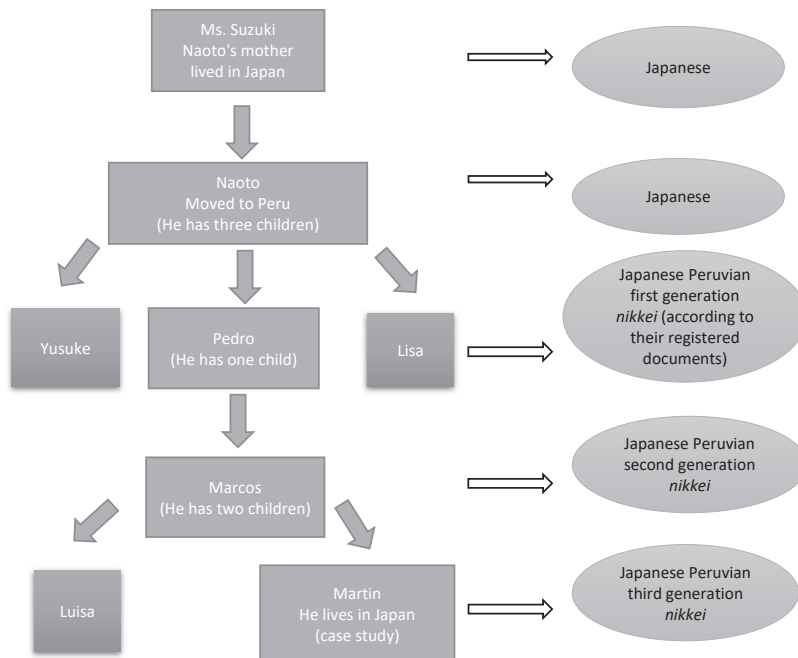 Ms. Suzuki
Naoto's mother
lived in Japan
Japanese
Naoto
Moved to Peru
(He has three children)
Japanese
Yusuke
Pedro
(He has one child)
Lisa
Japanese Peruvian
first generation
nikkei (according to
their registered
documents)
Marcos
(He has two children)
Japanese Peruvian
second generation
nikkei
Luisa
Martin
He lives in Japan
(case study)
Japanese Peruvian
third generation
nikkei